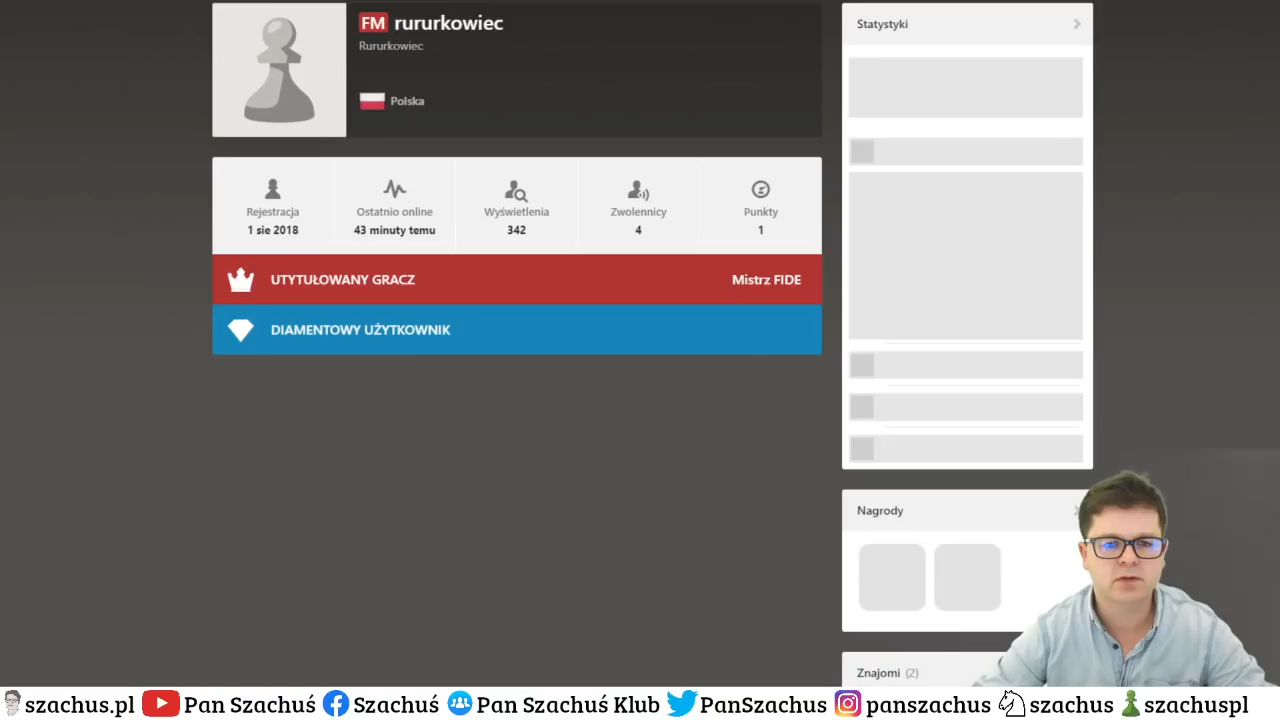 FM rururkowiec
Rururkowiec
Polska
Rejestracja
1 sie 2018
Ostatnio online
43 minuty temu
Wyświetlenia
342
Zwolennicy
4
Punkty
1
UTYTUŁOWANY GRACZ
Mistrz FIDE
DIAMENTOWY UŻYTKOWNIK
Statystyki
Nagrody
Znajomi (2)
szachus.pl Pan Szachuś Szachuś Pan Szachuś Klub PanSzachus panszachus szachus szachuspl